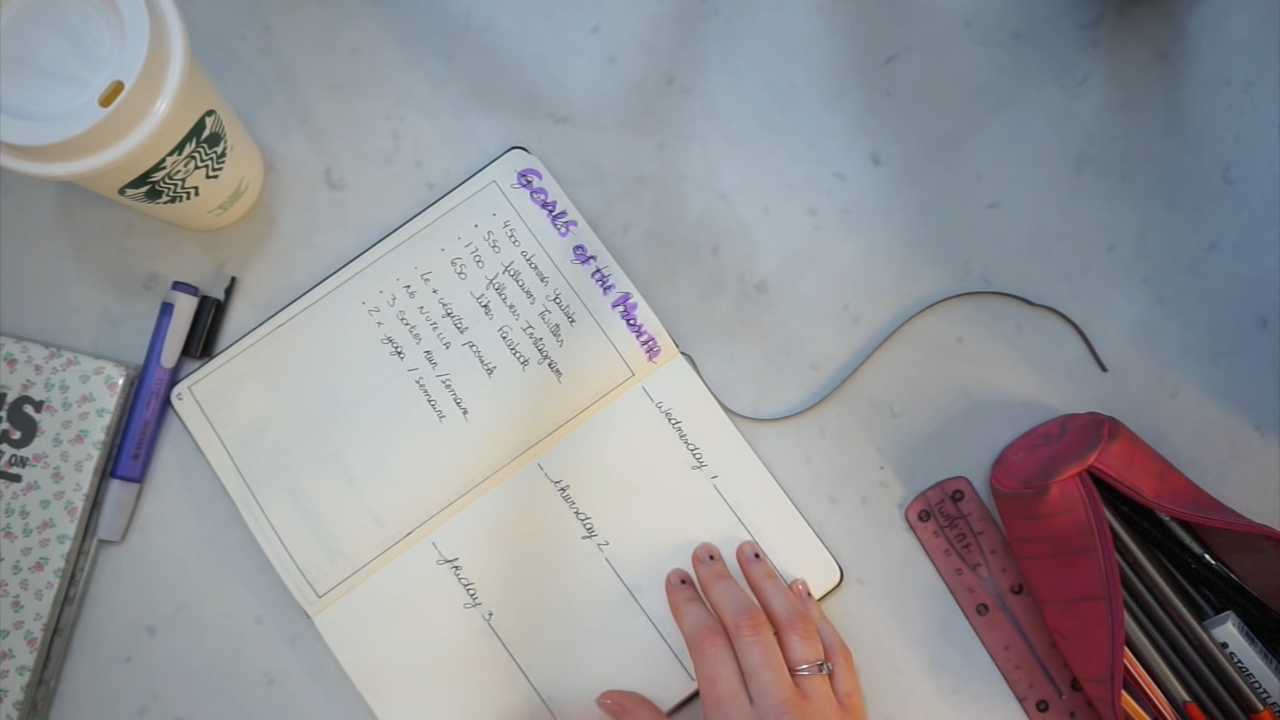 Goals of the Month
• 4500 abonnés youtube
• 550 followers Twitter
• 1700 followers Instagram
• 650 likes Facebook
• Le + végétal possible
• No NUTELLA
• 3 sorties Run / semaine
• 2 x yoga / semaine
Wednesday 1
thursday 2
friday 3
STAEDTLER